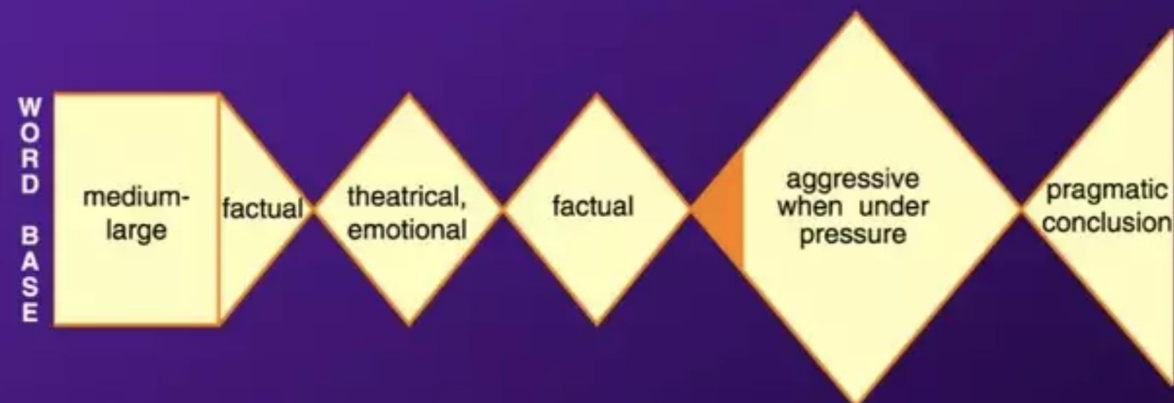 WORD BASE
medium-
large
factual
theatrical,
emotional
factual
aggressive
when under
pressure
pragmatic
conclusion